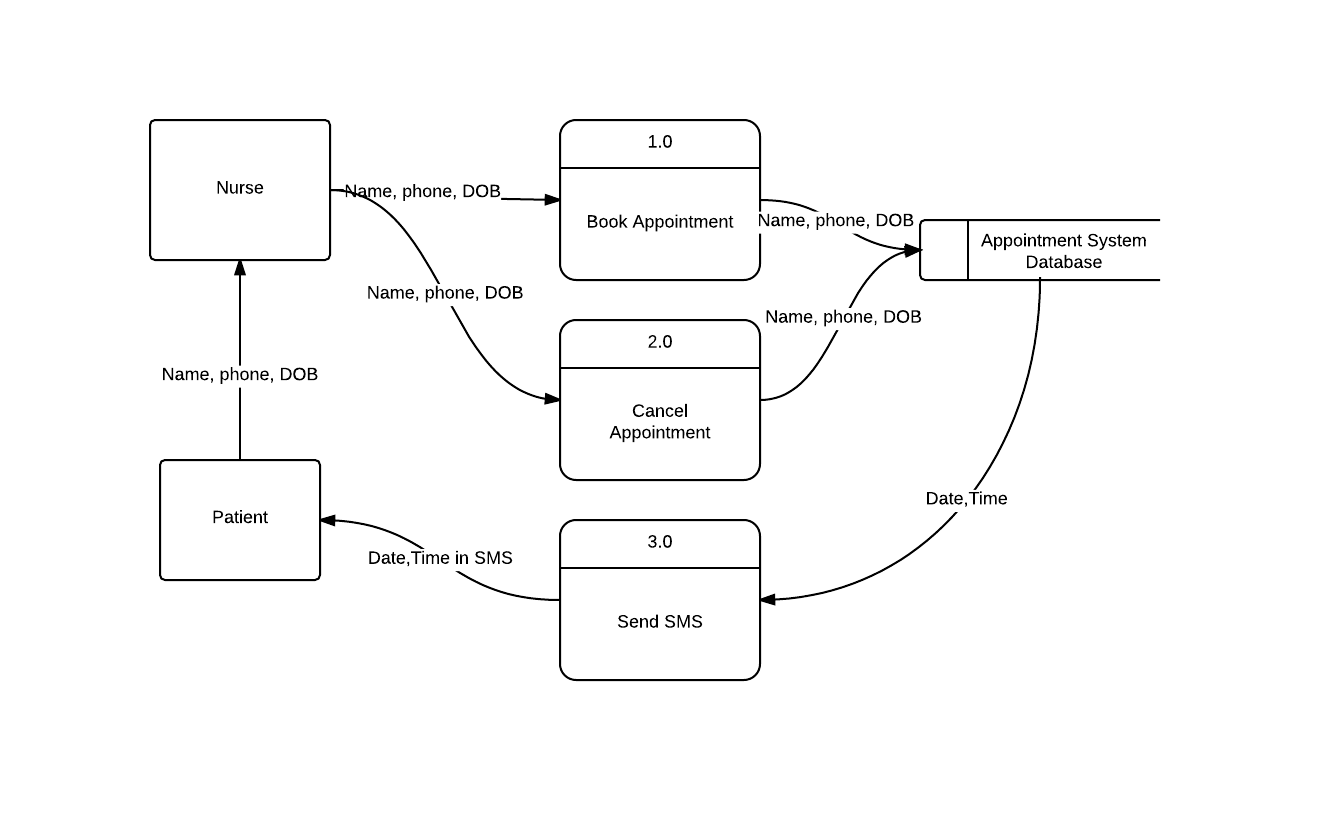 1.0
Nurse
Name, phone, DOB
Book Appointment
Name, phone, DOB
Appointment System
Database
Name, phone, DOB
Name, phone, DOB
2.0
Name, phone, DOB
Cancel
Appointment
Date,Time
Patient
3.0
Date,Time in SMS
Send SMS